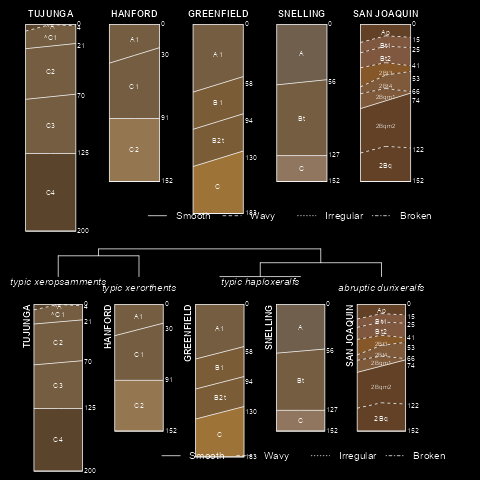 TUJUNGA HANFORD GREENFIELD SNELLING SAN JOAQUIN
0 0 0 0 0
4
^C1 21
C2 70
C3 125
C4 200
A1 30
C1 91
C2 152
A1 58
B1 94
B2t 130
C 183
A 56
Bt 127
C 152
Ap 15
Bt1 25
Bt2 41
53
66
2Bqm1 74
2Bqm2 122
2Bq 152
Smooth Wavy Irregular Broken
typic xeropsamments typic xerorthents typic haploxeralfs abruptic durixeralfs
TUJUNGA HANFORD GREENFIELD SNELLING SAN JOAQUIN
0 0 0 0 0
4
^C1 21
C2 70
C3 125
C4 200
A1 30
C1 91
C2 152
A1 58
B1 94
B2t 130
C 183
A 56
Bt 127
C 152
Ap 15
Bt1 25
Bt2 41
53
66
2Bqm1 74
2Bqm2 122
2Bq 152
Smooth Wavy Irregular Broken